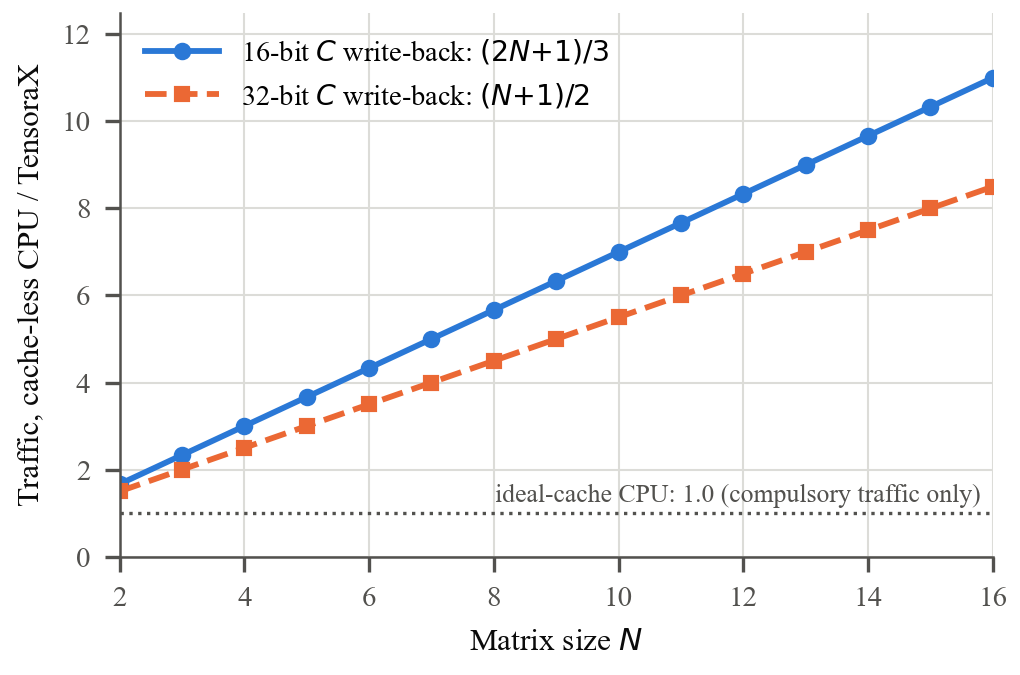 Traffic, cache-less CPU / TensoraX
12
10
8
6
4
2
0
16-bit C write-back: (2N+1)/3
32-bit C write-back: (N+1)/2
ideal-cache CPU: 1.0 (compulsory traffic only)
2 4 6 8 10 12 14 16
Matrix size N